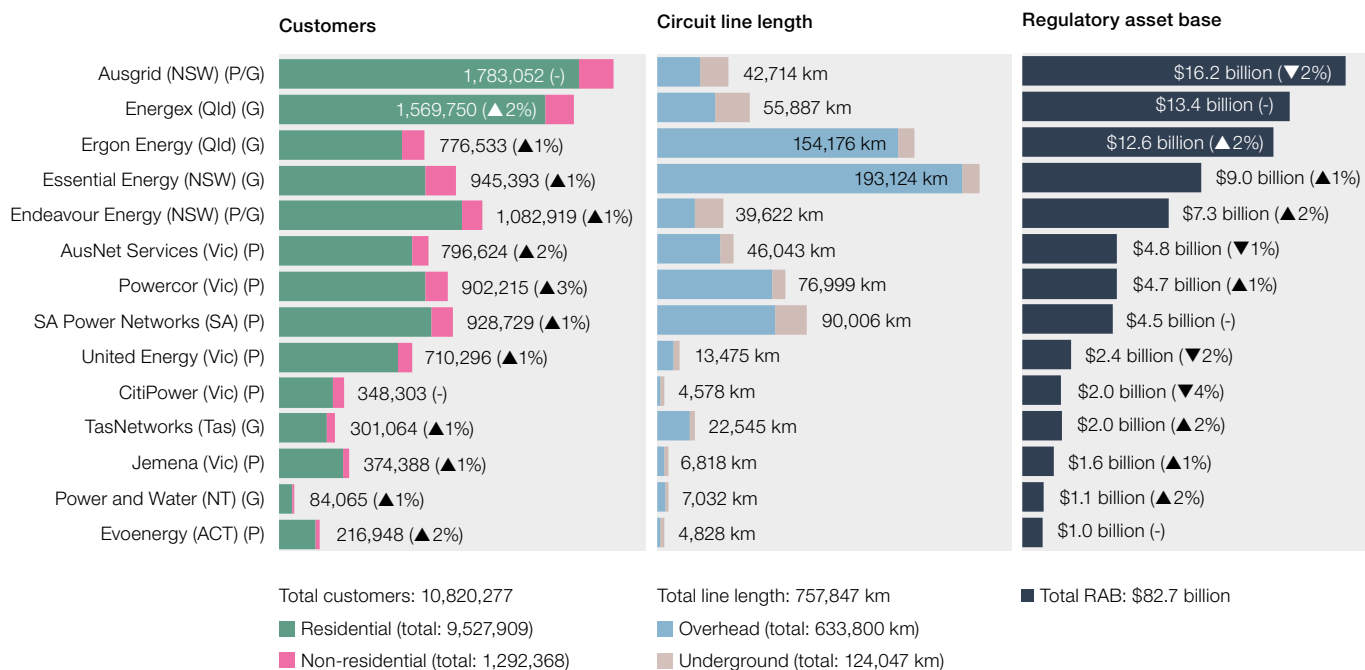 Customers Circuit line length Regulatory asset base
Ausgrid (NSW) (P/G) 1,783,052 (-) 42,714 km $16.2 billion (▼2%)
Energex (Qld) (G) 1,569,750 (▲2%) 55,887 km $13.4 billion (-)
Ergon Energy (Qld) (G) 776,533 (▲1%) 154,176 km $12.6 billion (▲2%)
Essential Energy (NSW) (G) 945,393 (▲1%) 193,124 km $9.0 billion (▲1%)
Endeavour Energy (NSW) (P/G) 1,082,919 (▲1%) 39,622 km $7.3 billion (▲2%)
AusNet Services (Vic) (P) 796,624 (▲2%) 46,043 km $4.8 billion (▼1%)
Powercor (Vic) (P) 902,215 (▲3%) 76,999 km $4.7 billion (▲1%)
SA Power Networks (SA) (P) 928,729 (▲1%) 90,006 km $4.5 billion (-)
United Energy (Vic) (P) 710,296 (▲1%) 13,475 km $2.4 billion (▼2%)
CitiPower (Vic) (P) 348,303 (-) 4,578 km $2.0 billion (▼4%)
TasNetworks (Tas) (G) 301,064 (▲1%) 22,545 km $2.0 billion (▲2%)
Jemena (Vic) (P) 374,388 (▲1%) 6,818 km $1.6 billion (▲1%)
Power and Water (NT) (G) 84,065 (▲1%) 7,032 km $1.1 billion (▲2%)
Evoenergy (ACT) (P) 216,948 (▲2%) 4,828 km $1.0 billion (-)
Total customers: 10,820,277 Total line length: 757,847 km Total RAB: $82.7 billion
Residential (total: 9,527,909) Overhead (total: 633,800 km)
Non-residential (total: 1,292,368) Underground (total: 124,047 km)